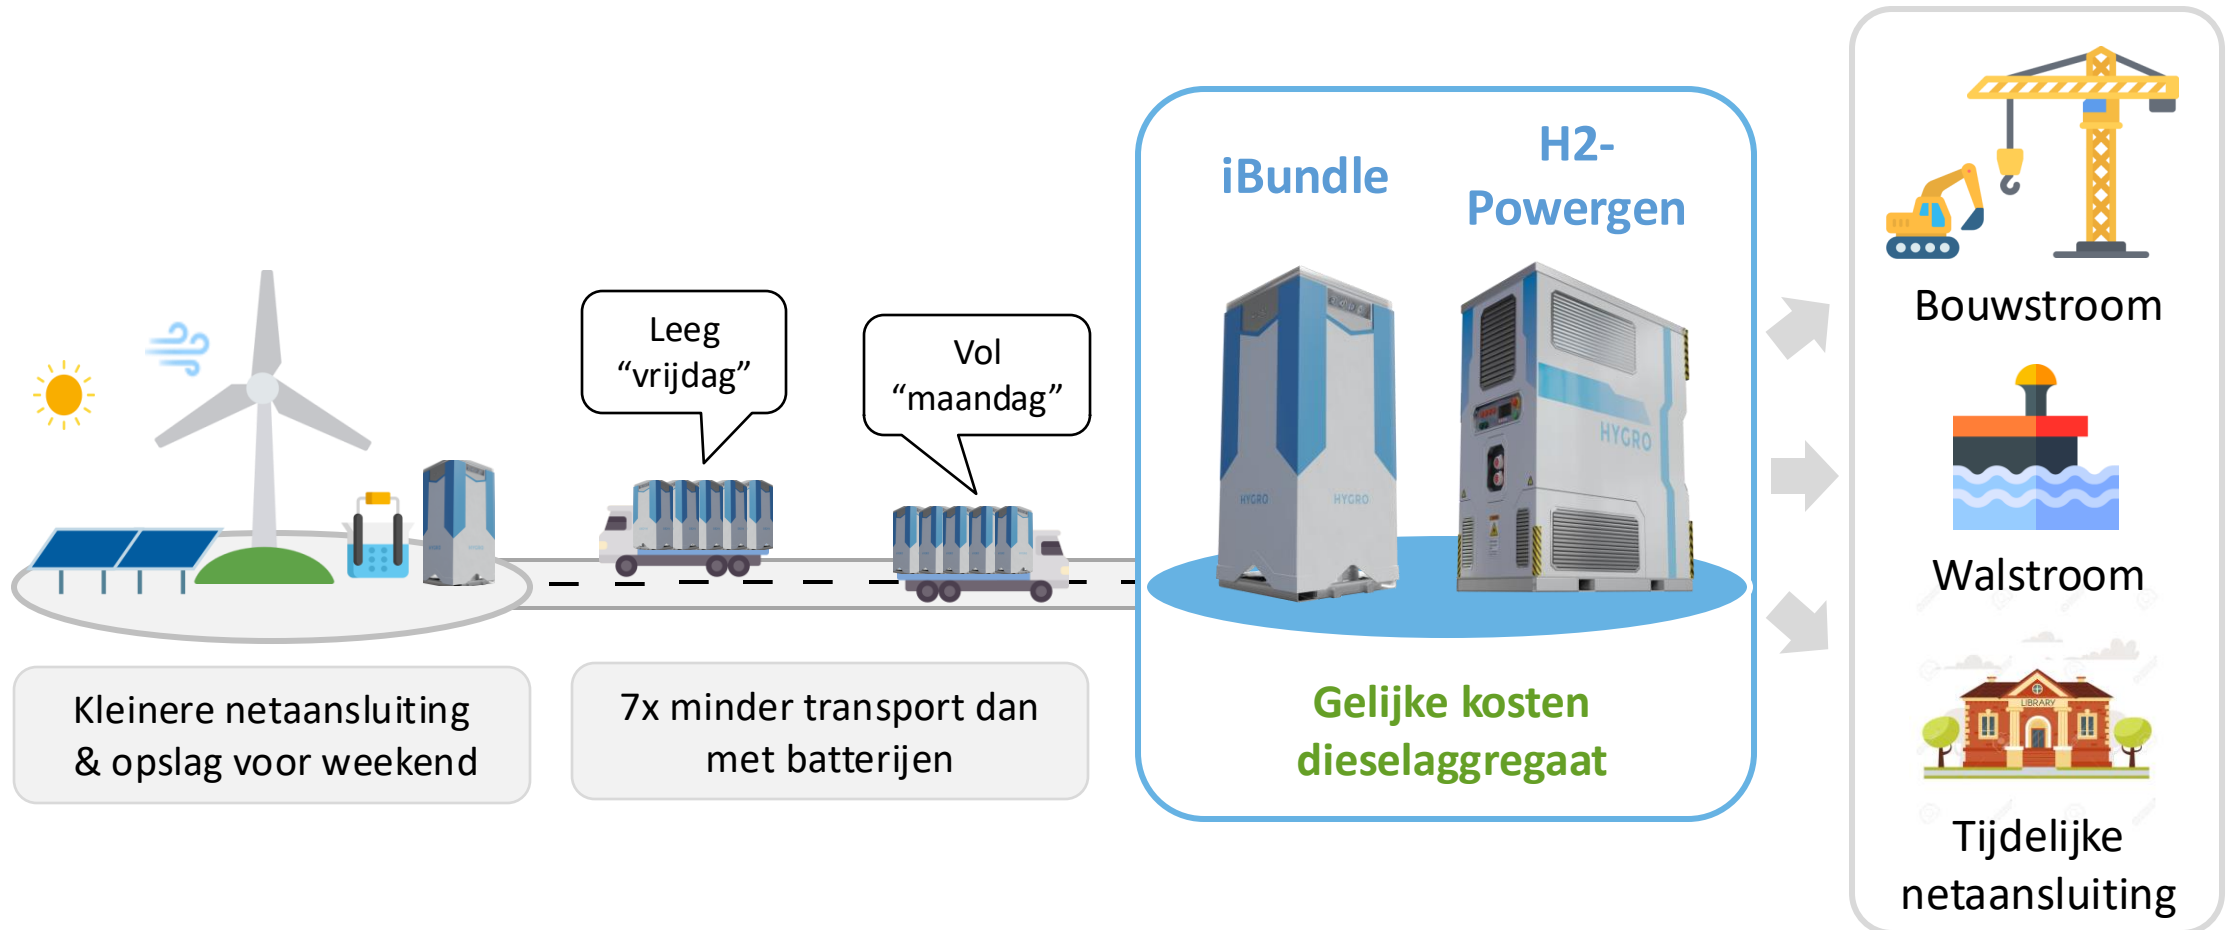 Leeg
“vrijdag”
Vol
“maandag”
iBundle
H2-
Powergen
HYGRO
HYGRO
HYGRO
Kleinere netaansluiting
& opslag voor weekend
7x minder transport dan
met batterijen
Gelijke kosten
dieselaggregaat
Bouwstroom
Walstroom
LIBRARY
Tijdelijke
netaansluiting